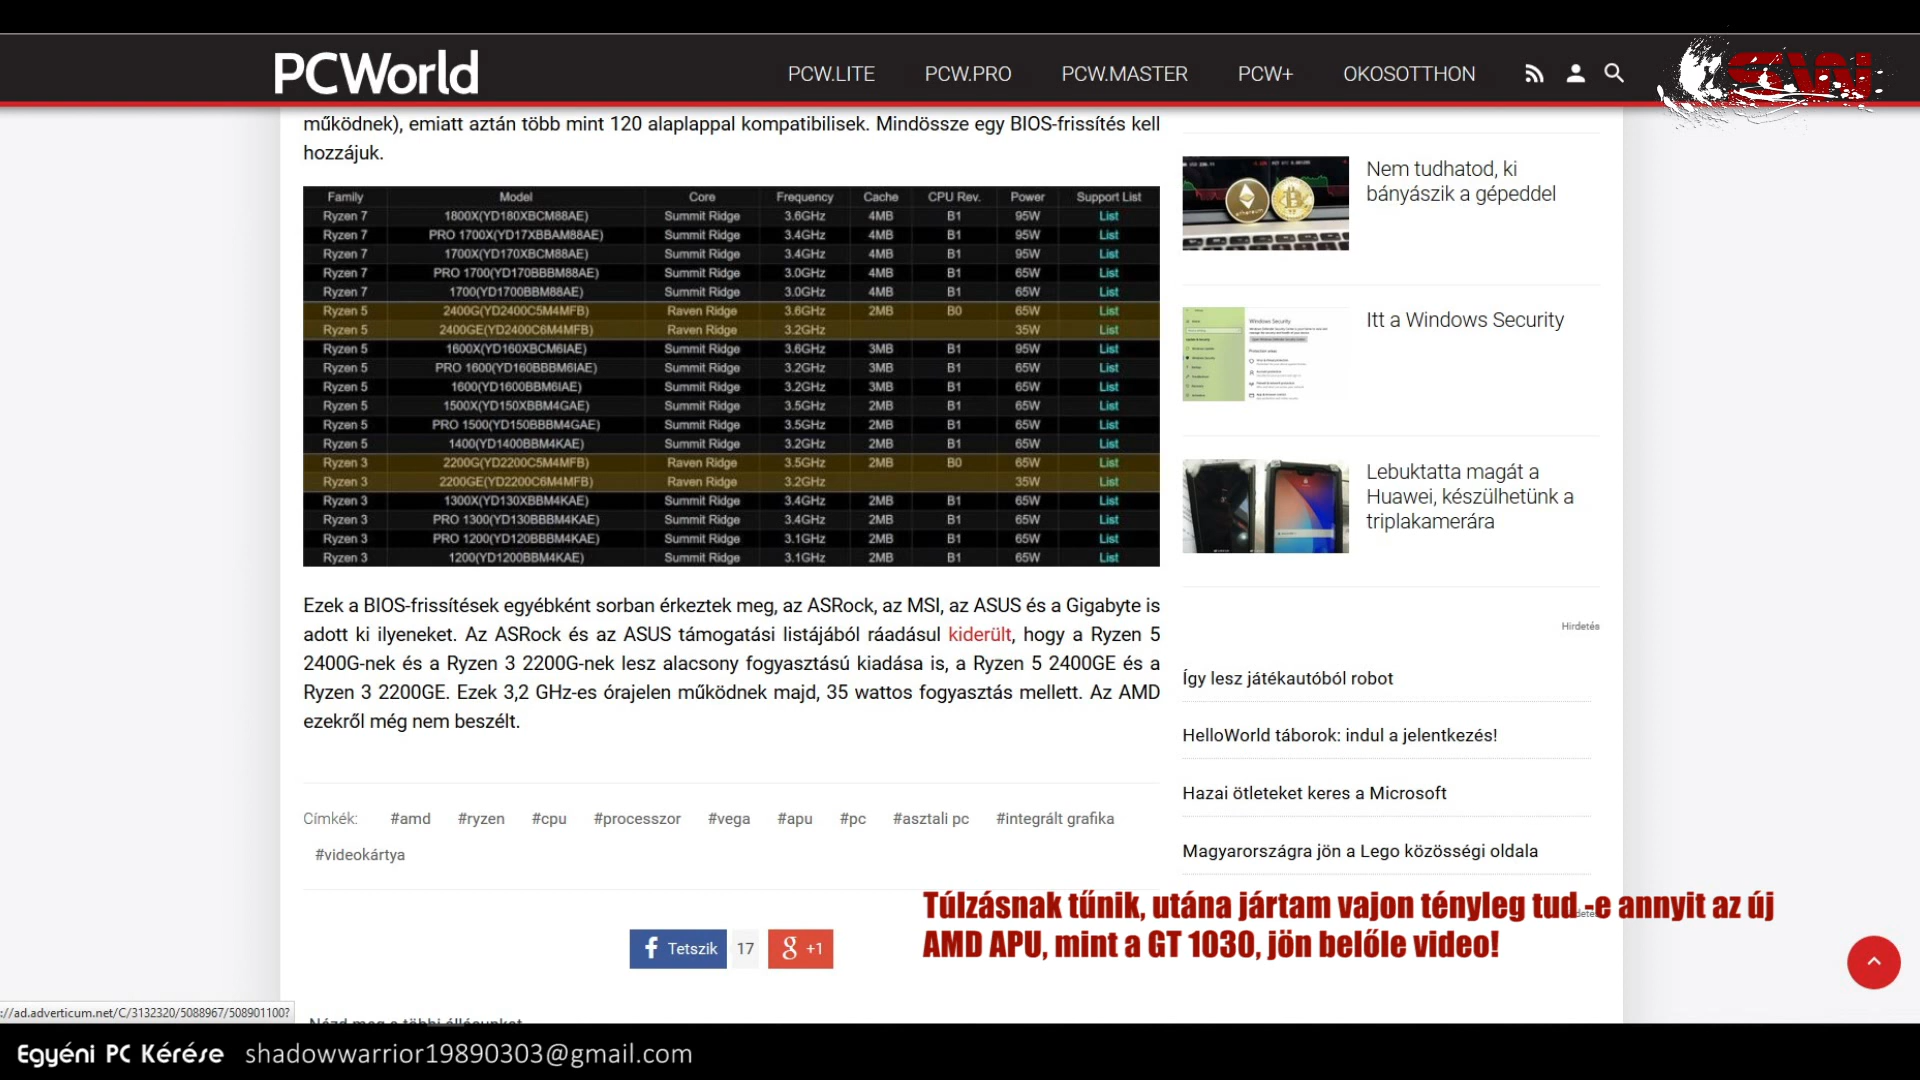 PCWorld
PCW.LITE PCW.PRO PCW.MASTER PCW+ OKOSOTTHON
SW
működnek), emiatt aztán több mint 120 alaplappal kompatibilisek. Mindössze egy BIOS-frissítés kell
hozzájuk.
Family Model Core Frequency Cache CPU Rev. Power Support List
Ryzen 7 1800X(YD180XBCM88AE) Summit Ridge 3.6GHz 4MB B1 95W List
Ryzen 7 PRO 1700X(YD17XBBAM88AE) Summit Ridge 3.4GHz 4MB B1 95W List
Ryzen 7 1700X(YD170XBCM88AE) Summit Ridge 3.4GHz 4MB B1 95W List
Ryzen 7 PRO 1700(YD170BBBM88AE) Summit Ridge 3.0GHz 4MB B1 65W List
Ryzen 7 1700(YD1700BBM88AE) Summit Ridge 3.0GHz 4MB B1 65W List
Ryzen 5 2400G(YD2400C5M4MFB) Raven Ridge 3.6GHz 2MB B0 65W List
Ryzen 5 2400GE(YD2400C6M4MFB) Raven Ridge 3.2GHz 35W List
Ryzen 5 1600X(YD160XBCM6IAE) Summit Ridge 3.6GHz 3MB B1 95W List
Ryzen 5 PRO 1600(YD160BBBM6IAE) Summit Ridge 3.2GHz 3MB B1 65W List
Ryzen 5 1600(YD1600BBM6IAE) Summit Ridge 3.2GHz 3MB B1 65W List
Ryzen 5 1500X(YD150XBBM4GAE) Summit Ridge 3.5GHz 2MB B1 65W List
Ryzen 5 PRO 1500(YD150BBBM4GAE) Summit Ridge 3.5GHz 2MB B1 65W List
Ryzen 5 1400(YD1400BBM4KAE) Summit Ridge 3.2GHz 2MB B1 65W List
Ryzen 3 2200G(YD2200C5M4MFB) Raven Ridge 3.5GHz 2MB B0 65W List
Ryzen 3 2200GE(YD2200C6M4MFB) Raven Ridge 3.2GHz 35W List
Ryzen 3 1300X(YD130XBBM4KAE) Summit Ridge 3.4GHz 2MB B1 65W List
Ryzen 3 PRO 1300(YD130BBBM4KAE) Summit Ridge 3.4GHz 2MB B1 65W List
Ryzen 3 PRO 1200(YD120BBBM4KAE) Summit Ridge 3.1GHz 2MB B1 65W List
Ryzen 3 1200(YD1200BBM4KAE) Summit Ridge 3.1GHz 2MB B1 65W List
Ezek a BIOS-frissítések egyébként sorban érkeztek meg, az ASRock, az MSI, az ASUS és a Gigabyte is
adott ki ilyeneket. Az ASRock és az ASUS támogatási listájából ráadásul kiderült, hogy a Ryzen 5
2400G-nek és a Ryzen 3 2200G-nek lesz alacsony fogyasztású kiadása is, a Ryzen 5 2400GE és a
Ryzen 3 2200GE. Ezek 3,2 GHz-es órajelen működnek majd, 35 wattos fogyasztás mellett. Az AMD
ezekről még nem beszélt.
Címkék: #amd #ryzen #cpu #processzor #vega #apu #pc #asztali pc #integrált grafika
#videokártya
Tetszik 17 +1
Nem tudhatod, ki
bányászik a gépeddel
Windows Security
Itt a Windows Security
Lebuktatta magát a
Huawei, készülhetünk a
triplakamerára
Hirdetés
Így lesz játékautóból robot
HelloWorld táborok: indul a jelentkezés!
Hazai ötleteket keres a Microsoft
Magyarországra jön a Lego közösségi oldala
Túlzásnak tűnik, utána jártam vajon tényleg tud -e annyit az új
AMD APU, mint a GT 1030, jön belőle video!
://ad.adverticum.net/C/3132320/5088967/508901100?
Nézd meg a többi állásunkat
Egyéni PC Kérése shadowwarrior19890303@gmail.com